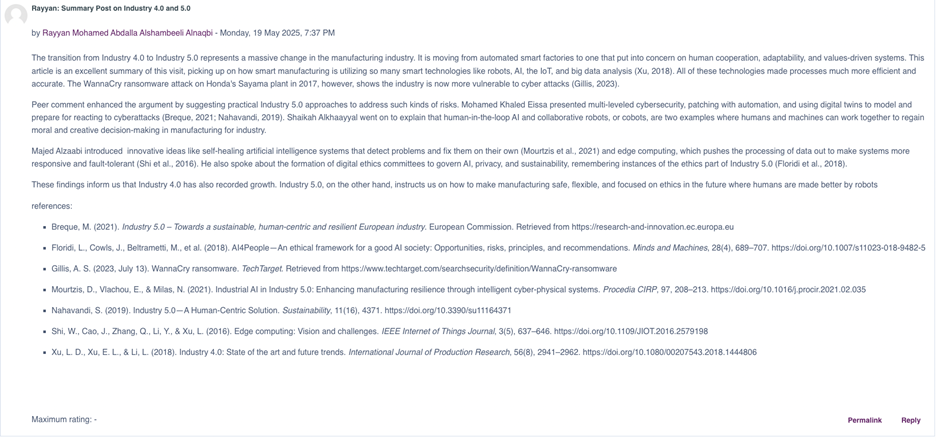 Rayyan: Summary Post on Industry 4.0 and 5.0
by Rayyan Mohamed Abdalla Alshambeeli Alnaqbi - Monday, 19 May 2025, 7:37 PM
The transition from Industry 4.0 to Industry 5.0 represents a massive change in the manufacturing industry. It is moving from automated smart factories to one that put into concern on human cooperation, adaptability, and values-driven systems. This
article is an excellent summary of this visit, picking up on how smart manufacturing is utilizing so many smart technologies like robots, AI, the IoT, and big data analysis (Xu, 2018). All of these technologies made processes much more efficient and
accurate. The WannaCry ransomware attack on Honda's Sayama plant in 2017, however, shows the industry is now more vulnerable to cyber attacks (Gillis, 2023).
Peer comment enhanced the argument by suggesting practical Industry 5.0 approaches to address such kinds of risks. Mohamed Khaled Eissa presented multi-leveled cybersecurity, patching with automation, and using digital twins to model and
prepare for reacting to cyberattacks (Breque, 2021; Nahavandi, 2019). Shaikah Alkhaayyal went on to explain that human-in-the-loop AI and collaborative robots, or cobots, are two examples where humans and machines can work together to regain
moral and creative decision-making in manufacturing for industry.
Majed Alzaabi introduced  innovative ideas like self-healing artificial intelligence systems that detect problems and fix them on their own (Mourtzis et al., 2021) and edge computing, which pushes the processing of data out to make systems more
responsive and fault-tolerant (Shi et al., 2016). He also spoke about the formation of digital ethics committees to govern AI, privacy, and sustainability, remembering instances of the ethics part of Industry 5.0 (Floridi et al., 2018).
These findings inform us that Industry 4.0 has also recorded growth. Industry 5.0, on the other hand, instructs us on how to make manufacturing safe, flexible, and focused on ethics in the future where humans are made better by robots
references:
▪ Breque, M. (2021). Industry 5.0 – Towards a sustainable, human-centric and resilient European industry. European Commission. Retrieved from https://research-and-innovation.ec.europa.eu
▪ Floridi, L., Cowls, J., Beltrametti, M., et al. (2018). AI4People—An ethical framework for a good AI society: Opportunities, risks, principles, and recommendations. Minds and Machines, 28(4), 689–707. https://doi.org/10.1007/s11023-018-9482-5
▪ Gillis, A. S. (2023, July 13). WannaCry ransomware. TechTarget. Retrieved from https://www.techtarget.com/searchsecurity/definition/WannaCry-ransomware
▪ Mourtzis, D., Vlachou, E., & Milas, N. (2021). Industrial AI in Industry 5.0: Enhancing manufacturing resilience through intelligent cyber-physical systems. Procedia CIRP, 97, 208–213. https://doi.org/10.1016/j.procir.2021.02.035
▪ Nahavandi, S. (2019). Industry 5.0—A Human-Centric Solution. Sustainability, 11(16), 4371. https://doi.org/10.3390/su11164371
▪ Shi, W., Cao, J., Zhang, Q., Li, Y., & Xu, L. (2016). Edge computing: Vision and challenges. IEEE Internet of Things Journal, 3(5), 637–646. https://doi.org/10.1109/JIOT.2016.2579198
▪ Xu, L. D., Xu, E. L., & Li, L. (2018). Industry 4.0: State of the art and future trends. International Journal of Production Research, 56(8), 2941–2962. https://doi.org/10.1080/00207543.2018.1444806
Maximum rating: -
Permalink Reply